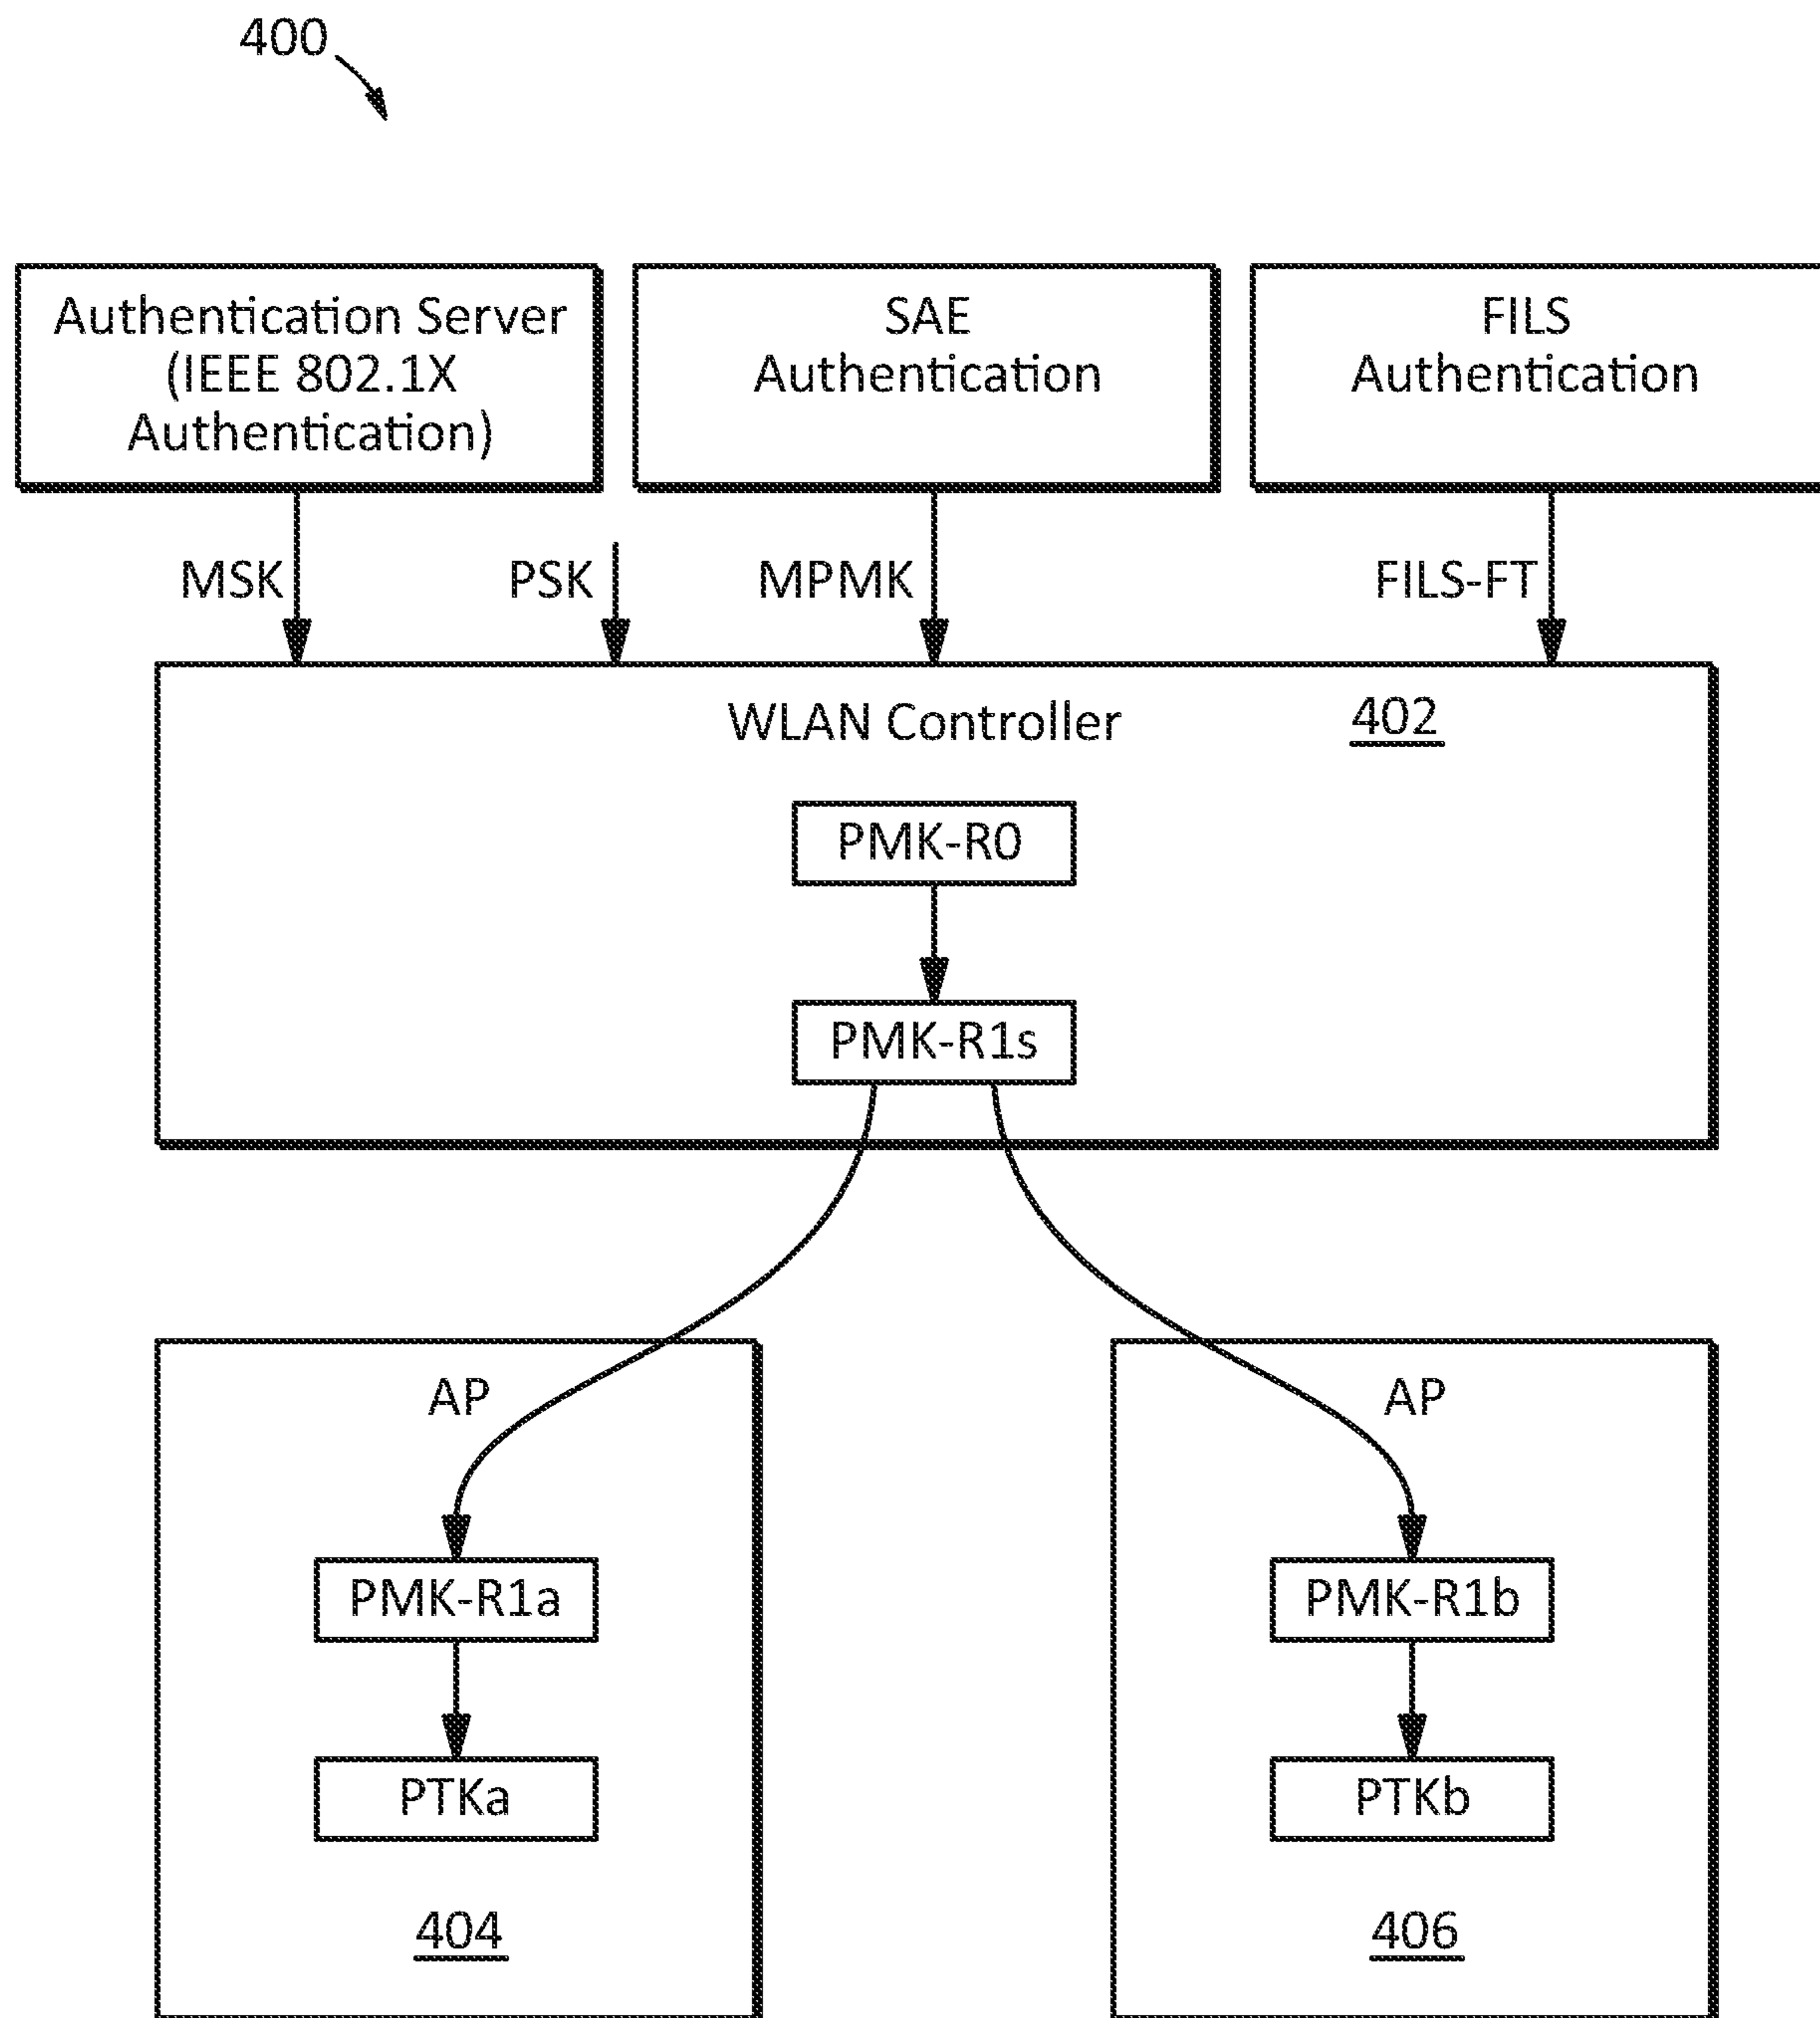 400
Authentication Server
(IEEE 802.1X
Authentication)
SAE
Authentication
FILS
Authentication
MSK
PSK
MPMK
FILS-FT
WLAN Controller
402
PMK-R0
PMK-R1s
AP
AP
PMK-R1a
PMK-R1b
PTKa
PTKb
404
406